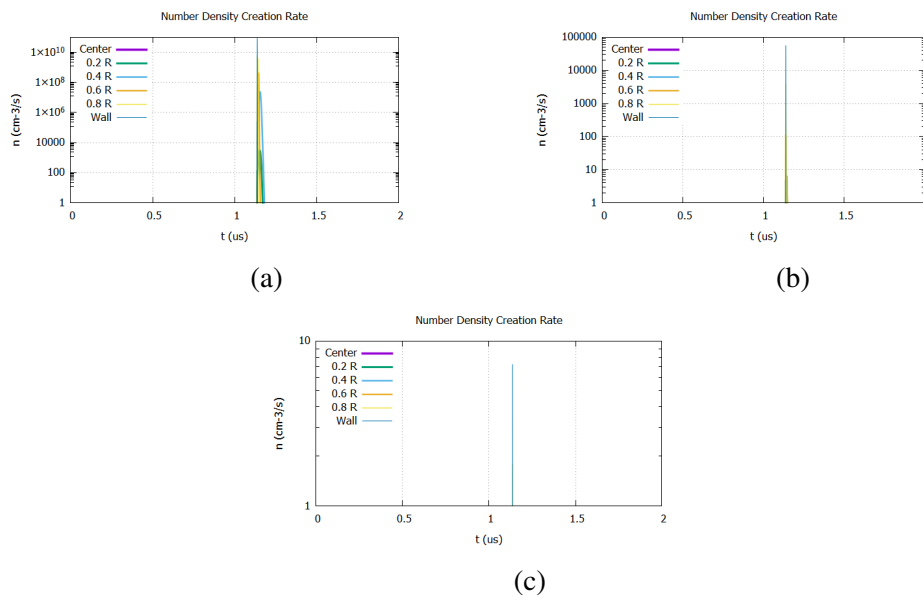 Number Density Creation Rate
n (cm-3/s)
1×10^10
1×10^8
1×10^6
10000
100
1
Center
0.2 R
0.4 R
0.6 R
0.8 R
Wall
0 0.5 1 1.5 2
t (us)
(a)
Number Density Creation Rate
n (cm-3/s)
100000
10000
1000
100
10
1
Center
0.2 R
0.4 R
0.6 R
0.8 R
Wall
0 0.5 1 1.5
t (us)
(b)
Number Density Creation Rate
n (cm-3/s)
10
1
Center
0.2 R
0.4 R
0.6 R
0.8 R
Wall
0 0.5 1 1.5 2
t (us)
(c)